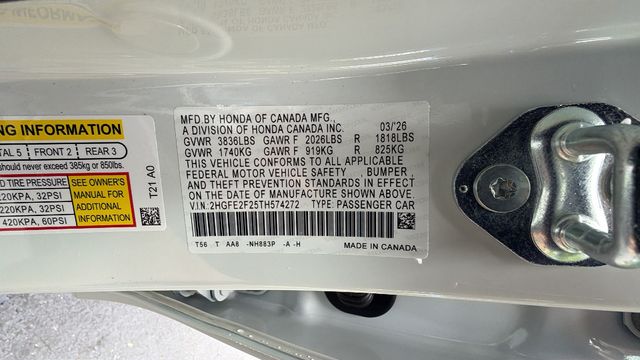 NG INFORMATION
TAL 5 FRONT 2 REAR 3
hould never exceed 385kg or 850lbs.
D TIRE PRESSURE
220KPA, 32PSI
220KPA, 32PSI
420KPA, 60PSI
SEE OWNER'S
MANUAL FOR
ADDITIONAL
INFORMATION
T21 A0
MFD.BY HONDA OF CANADA MFG.,
A DIVISION OF HONDA CANADA INC. 03/'26
GVWR 3836LBS GAWR F 2026LBS R 1818LBS
GVWR 1740KG GAWR F 919KG R 825KG
THIS VEHICLE CONFORMS TO ALL APPLICABLE
FEDERAL MOTOR VEHICLE SAFETY , BUMPER ,
AND THEFT PREVENTION STANDARDS IN EFFECT
ON THE DATE OF MANUFACTURE SHOWN ABOVE.
V.I.N.:2HGFE2F25TH574272 TYPE: PASSENGER CAR
T56 T AA8 -NH883P -A -H MADE IN CANADA